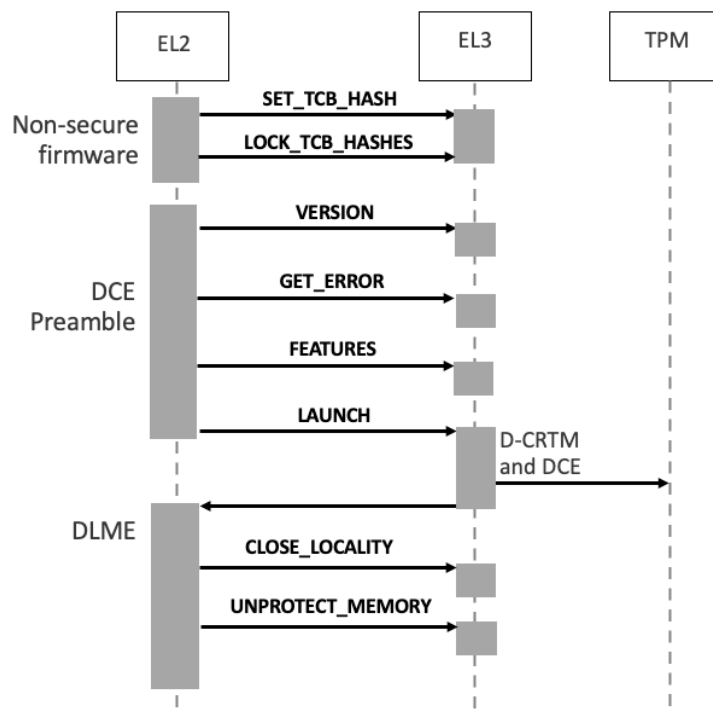 EL2
EL3
TPM
Non-secure
firmware
SET_TCB_HASH
LOCK_TCB_HASHES
DCE
Preamble
VERSION
GET_ERROR
FEATURES
LAUNCH
D-CRTM
and DCE
DLME
CLOSE_LOCALITY
UNPROTECT_MEMORY